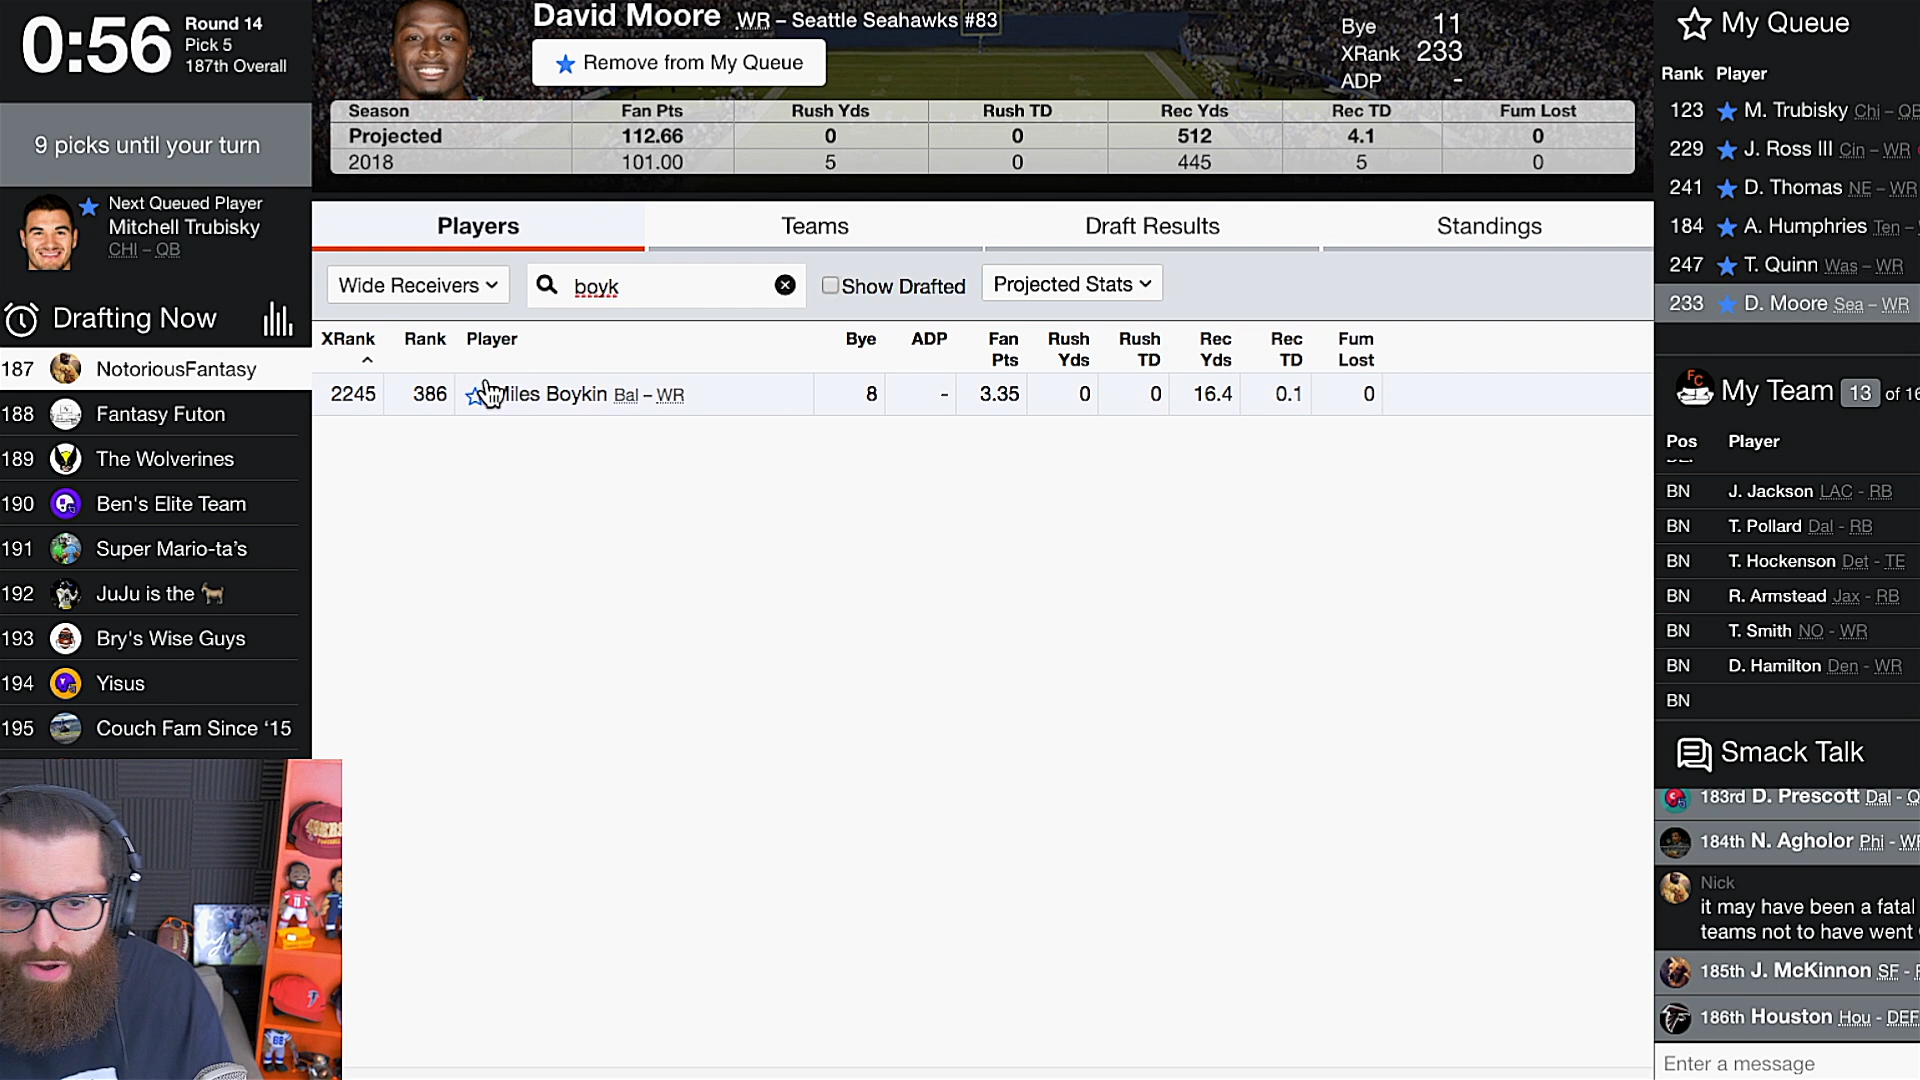 0:56
Round 14
Pick 5
187th Overall
9 picks until your turn
Next Queued Player
Mitchell Trubisky
CHI – QB
Drafting Now
187 NotoriousFantasy
188 Fantasy Futon
189 The Wolverines
190 Ben's Elite Team
191 Super Mario-ta's
192 JuJu is the 🐐
193 Bry's Wise Guys
194 Yisus
195 Couch Fam Since ‘15
David Moore WR – Seattle Seahawks #83
Remove from My Queue
Bye 11
XRank 233
ADP -
Season Fan Pts Rush Yds Rush TD Rec Yds Rec TD Fum Lost
Projected 112.66 0 0 512 4.1 0
2018 101.00 5 0 445 5 0
Players Teams Draft Results Standings
Wide Receivers boyk Show Drafted Projected Stats
XRank Rank Player Bye ADP Fan Pts Rush Yds Rush TD Rec Yds Rec TD Fum Lost
2245 386 Boykin Bal – WR 8 - 3.35 0 0 16.4 0.1 0
My Queue
Rank Player
123 M. Trubisky Chi – QB
229 J. Ross III Cin – WR
241 D. Thomas NE – WR
184 A. Humphries Ten –
247 T. Quinn Was – WR
233 D. Moore Sea – WR
My Team 13 of 16
Pos Player
BN J. Jackson LAC - RB
BN T. Pollard Dal - RB
BN T. Hockenson Det - TE
BN R. Armstead Jax - RB
BN T. Smith NO - WR
BN D. Hamilton Den - WR
BN
Smack Talk
183rd D. Prescott Dal - Q
184th N. Agholor Phi - WR
Nick
it may have been a fatal
teams not to have went
185th J. McKinnon SF -
186th Houston Hou - DEF
Enter a message